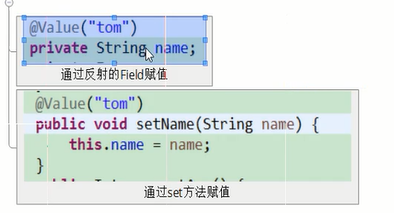 @Value("tom")
private String name;
通过反射的Field赋值
@Value("tom")
public void setName(String name) {
this.name = name;
}
通过set方法赋值